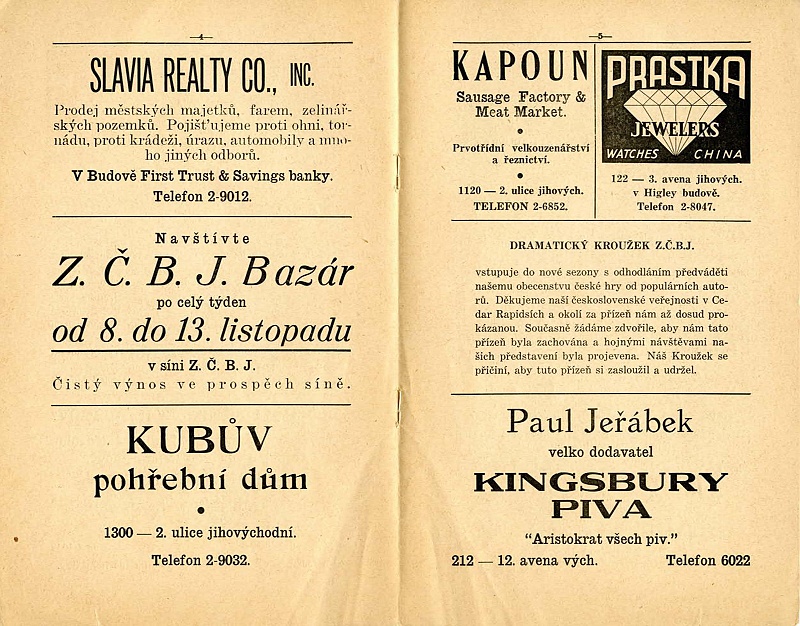 4
SLAVIA REALTY CO., INC.
Prodej městských majetků, farem, zelinář-
ských pozemků. Pojišťujeme proti ohni, tor-
nádu, proti krádeži, úrazu, automobily a mno-
ho jiných odborů.
V Budově First Trust & Savings banky.
Telefon 2-9012.
Navštívte
Z. Č. B. J. Bazár
po celý týden
od 8. do 13. listopadu
v síni Z. Č. B. J.
Čistý výnos ve prospěch síně.
KUBŮV
pohřební dům
1300 — 2. ulice jihovýchodní.
Telefon 2-9032.
5
KAPOUN
Sausage Factory &
Meat Market.
Prvotřídní velkouzenářství
a řeznictví.
1120 — 2. ulice jihových.
TELEFON 2-6852.
PRASTKA
JEWELERS
WATCHES CHINA
122 — 3. avena jihových.
v Higley budově.
Telefon 2-8047.
DRAMATICKÝ KROUŽEK Z.Č.B.J.
vstupuje do nové sezony s odhodláním předváděti
našemu obecenstvu české hry od populárních auto-
rů. Děkujeme naší československé veřejnosti v Ce-
dar Rapidsích a okolí za přízeň nám až dosud pro-
kázanou. Současně žádáme zdvořile, aby nám tato
přízeň byla zachována a hojnými návštěvami na-
šich představení byla projevena. Náš Kroužek se
přičiní, aby tuto přízeň si zasloužil a udržel.
Paul Jeřábek
velko dodavatel
KINGSBURY
PIVA
"Aristokrat všech piv."
212 — 12. avena vých. Telefon 6022